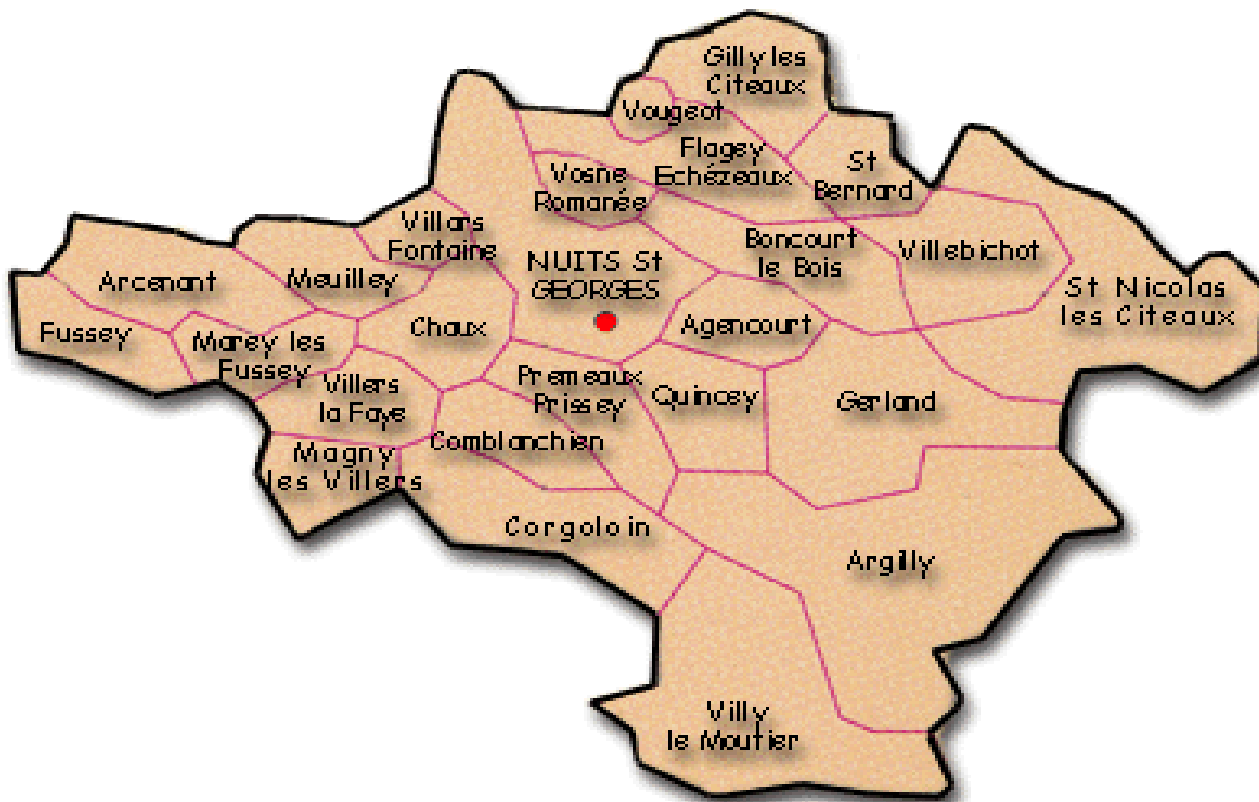 Gilly les
Citeaux
Vougeot
Flagey
Echézeaux
St
Bernard
Vosne
Romanée
Villars
Fontaine
Boncourt
le Bois
Villebichot
NUITS St
GEORGES
Arcenant
Meuilley
St Nicolas
les Citeaux
Fussey
Marey les
Fussey
Chaux
Agencourt
Villers
la Faye
Premeaux
Prissey
Quincey
Gerland
Comblanchien
Magny
les Villers
Corgoloin
Argilly
Villy
le Moutier